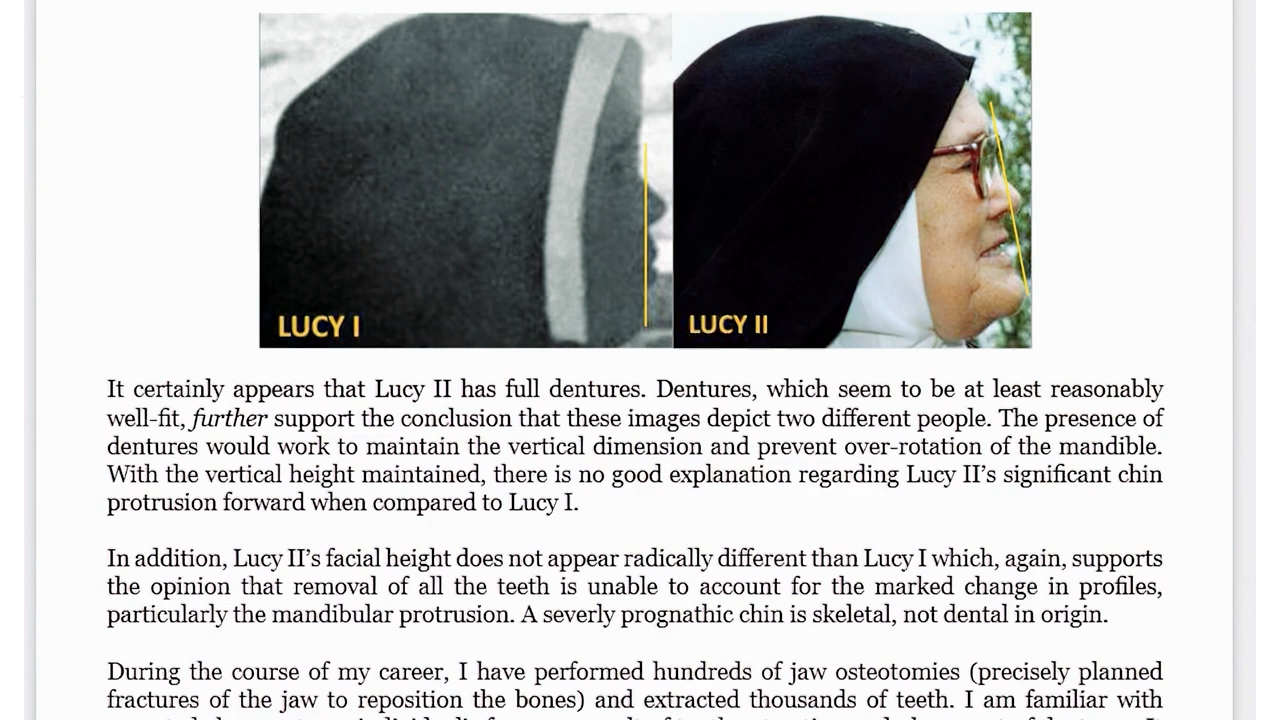 LUCY I
LUCY II
It certainly appears that Lucy II has full dentures. Dentures, which seem to be at least reasonably
well-fit, further support the conclusion that these images depict two different people. The presence of
dentures would work to maintain the vertical dimension and prevent over-rotation of the mandible.
With the vertical height maintained, there is no good explanation regarding Lucy II’s significant chin
protrusion forward when compared to Lucy I.
In addition, Lucy II’s facial height does not appear radically different than Lucy I which, again, supports
the opinion that removal of all the teeth is unable to account for the marked change in profiles,
particularly the mandibular protrusion. A severly prognathic chin is skeletal, not dental in origin.
During the course of my career, I have performed hundreds of jaw osteotomies (precisely planned
fractures of the jaw to reposition the bones) and extracted thousands of teeth. I am familiar with